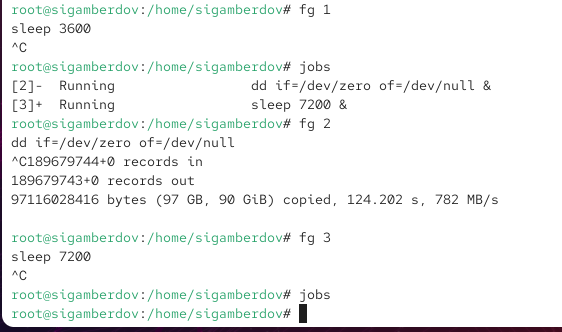 root@sigamberdov:/home/sigamberdov# fg 1
sleep 3600
^C
root@sigamberdov:/home/sigamberdov# jobs
[2]-  Running                 dd if=/dev/zero of=/dev/null &
[3]+  Running                 sleep 7200 &
root@sigamberdov:/home/sigamberdov# fg 2
dd if=/dev/zero of=/dev/null
^C189679744+0 records in
189679743+0 records out
97116028416 bytes (97 GB, 90 GiB) copied, 124.202 s, 782 MB/s
root@sigamberdov:/home/sigamberdov# fg 3
sleep 7200
^C
root@sigamberdov:/home/sigamberdov# jobs
root@sigamberdov:/home/sigamberdov#